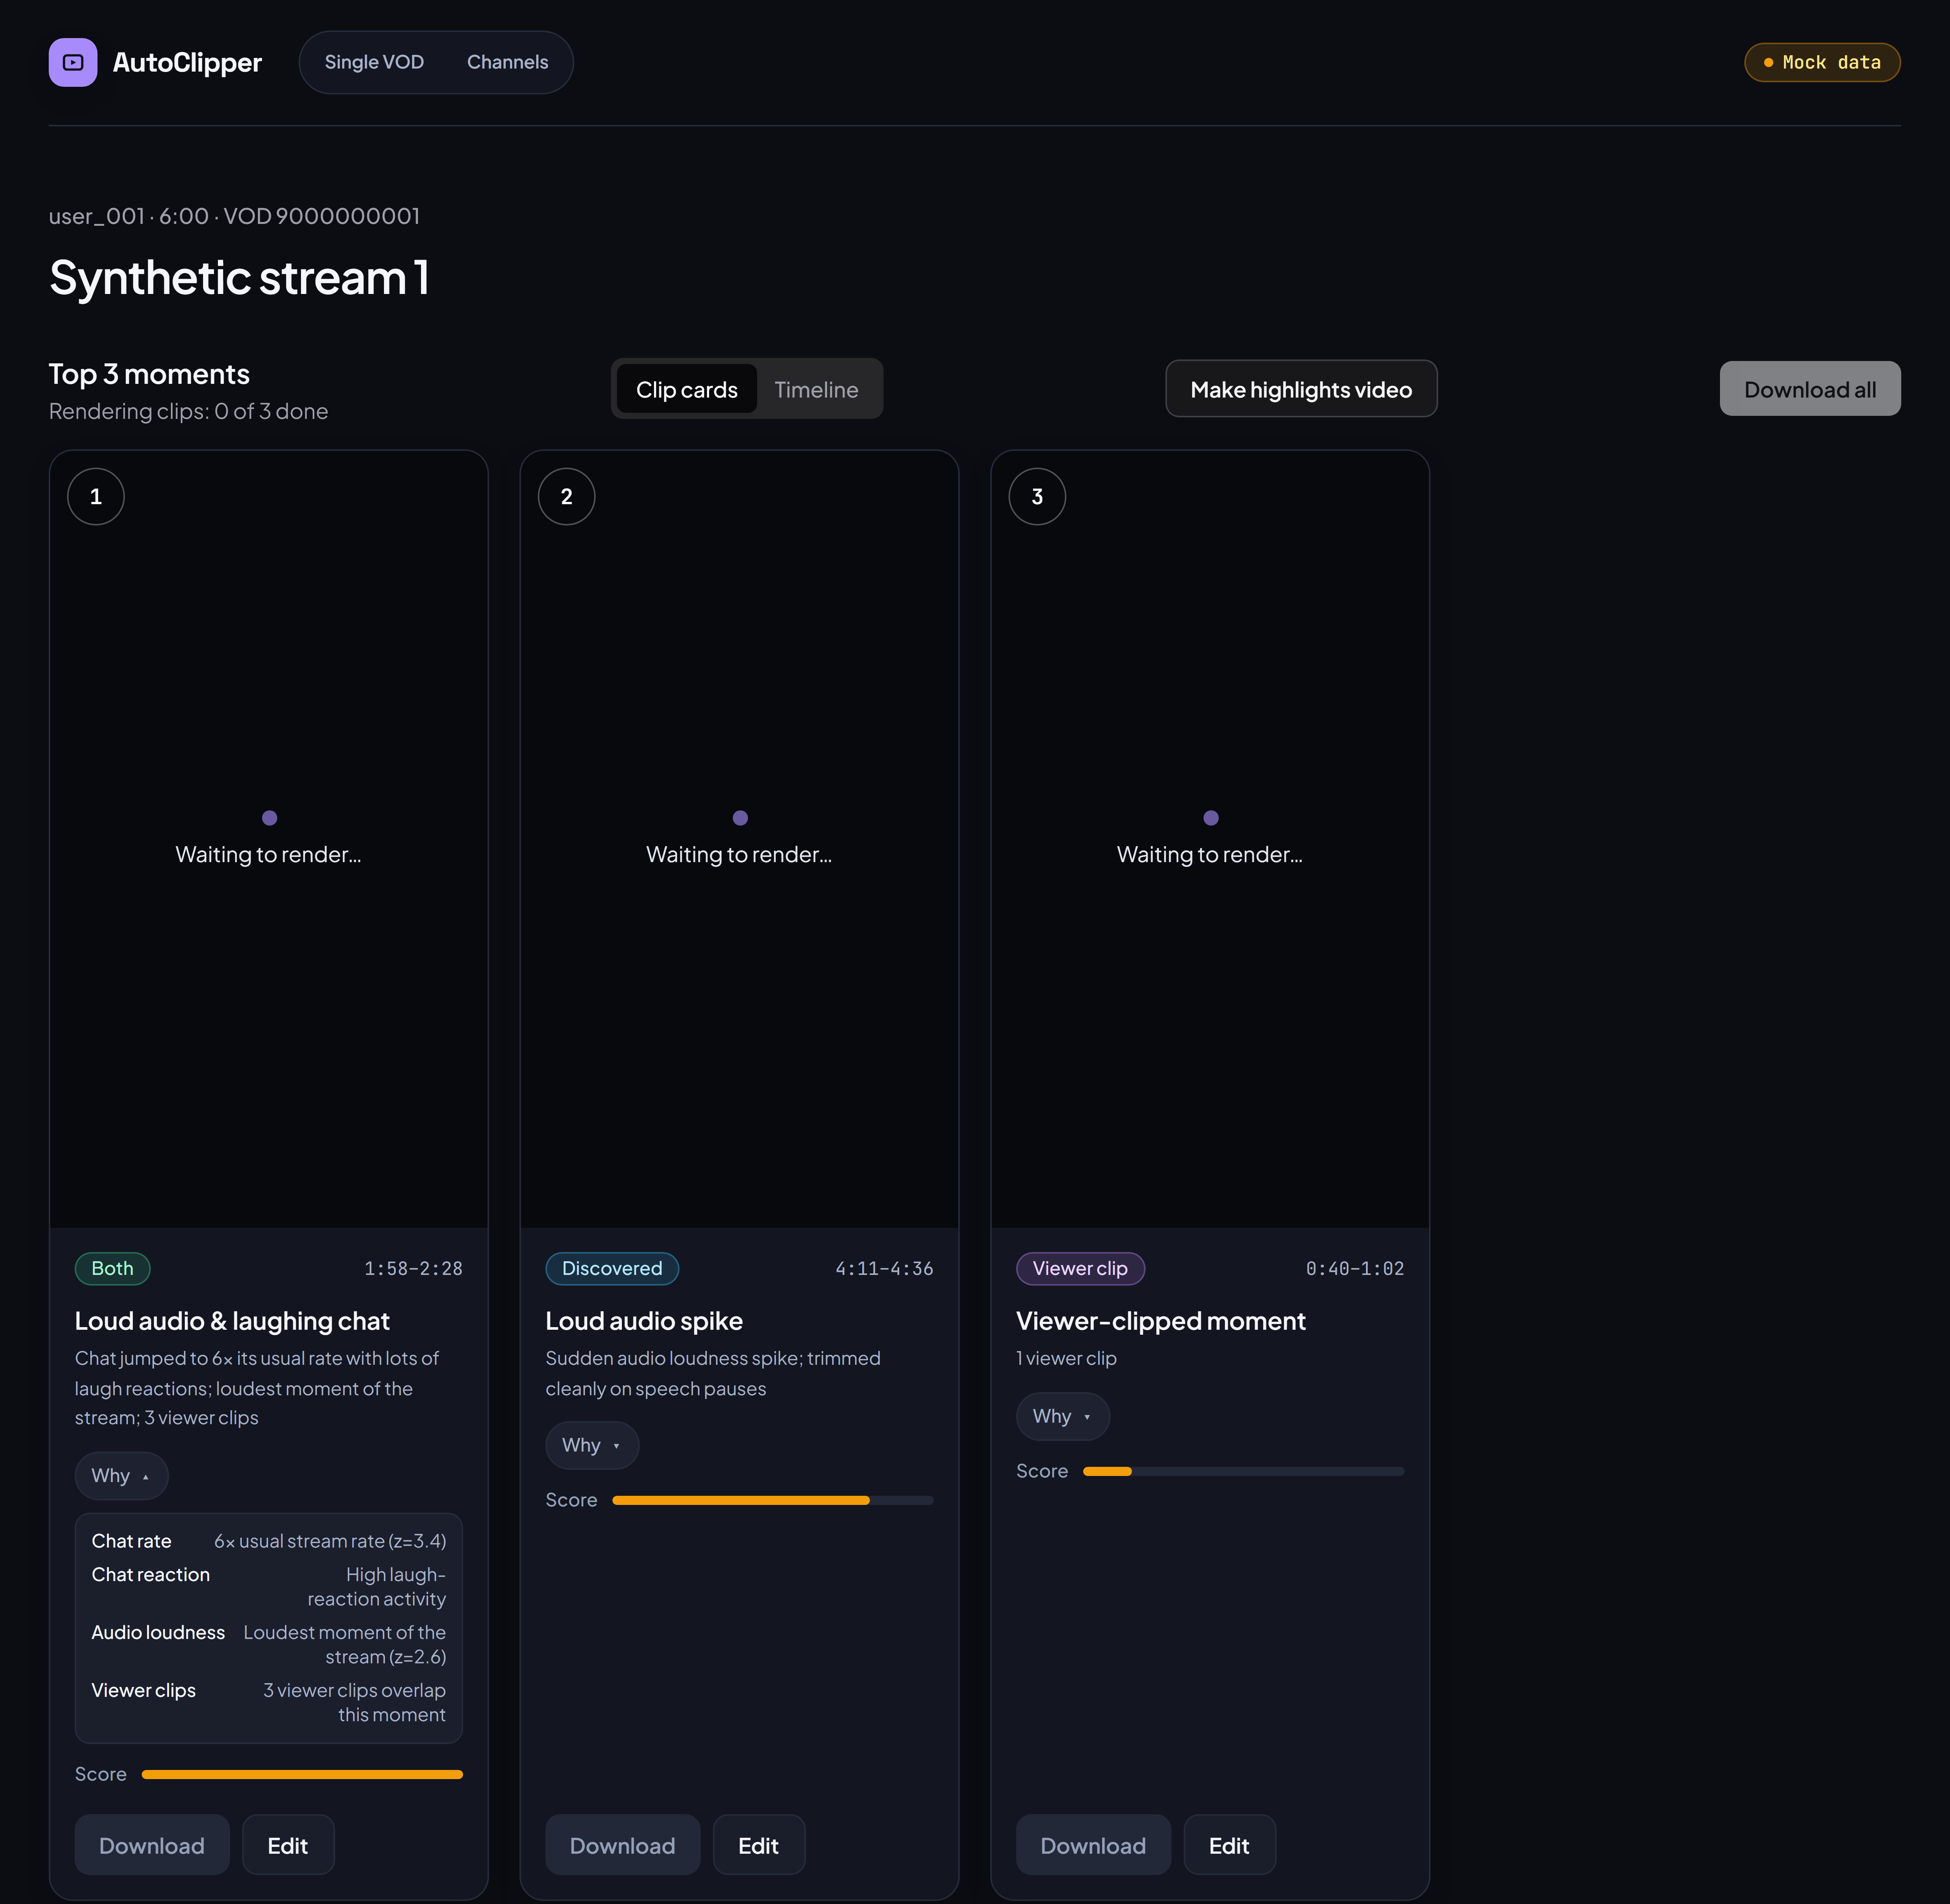 AutoClipper
Single VOD
Channels
Mock data
user_001 · 6:00 · VOD 9000000001
Synthetic stream 1
Top 3 moments
Rendering clips: 0 of 3 done
Clip cards
Timeline
Make highlights video
Download all
1
Waiting to render…
Both
1:58–2:28
Loud audio & laughing chat
Chat jumped to 6× its usual rate with lots of
laugh reactions; loudest moment of the
stream; 3 viewer clips
Why ▴
Chat rate
6× usual stream rate (z=3.4)
Chat reaction
High laugh-
reaction activity
Audio loudness
Loudest moment of the
stream (z=2.6)
Viewer clips
3 viewer clips overlap
this moment
Score
Download
Edit
2
Waiting to render…
Discovered
4:11–4:36
Loud audio spike
Sudden audio loudness spike; trimmed
cleanly on speech pauses
Why ▾
Score
Download
Edit
3
Waiting to render…
Viewer clip
0:40–1:02
Viewer-clipped moment
1 viewer clip
Why ▾
Score
Download
Edit